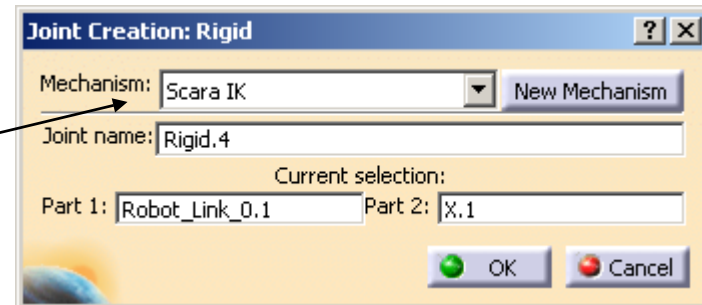 Joint Creation: Rigid ? X
Mechanism: Scara IK New Mechanism
Joint name: Rigid.4
Current selection:
Part 1: Robot_Link_0.1 Part 2: X.1
OK Cancel